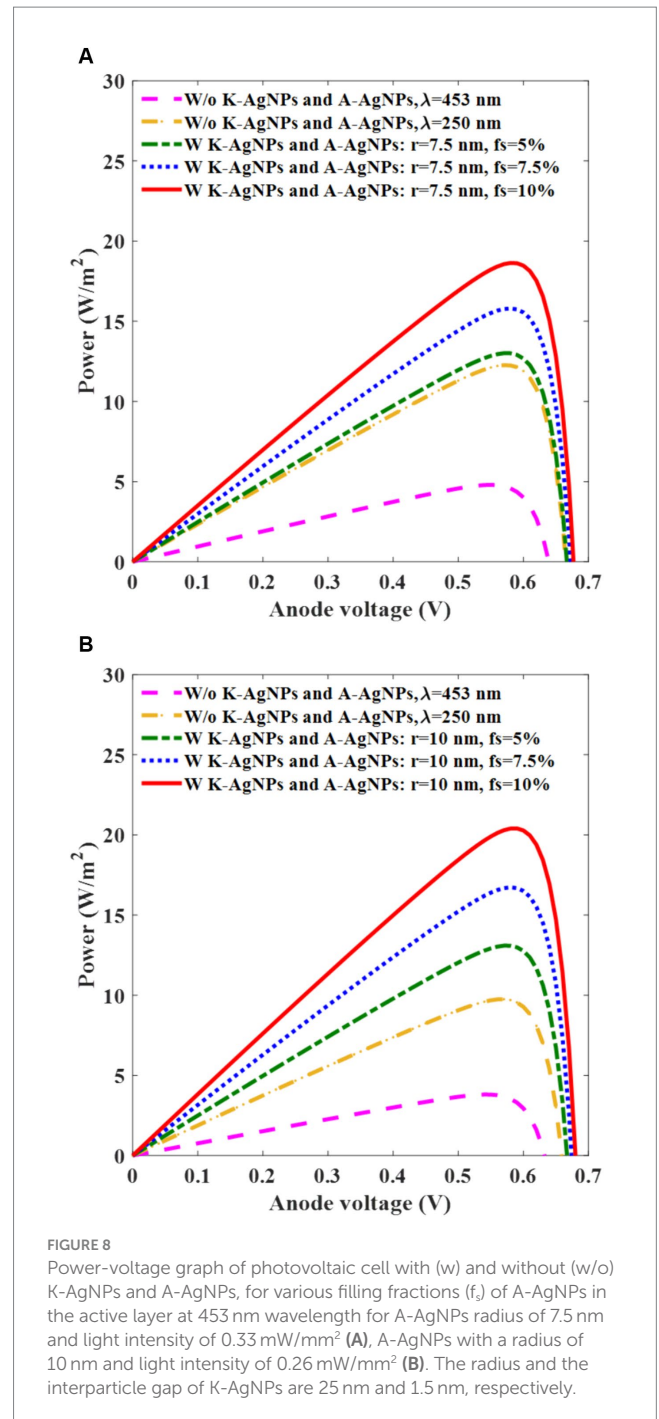 A
30
25
20
15
10
5
0
Power (W/m²)
W/o K-AgNPs and A-AgNPs, λ=453 nm
W/o K-AgNPs and A-AgNPs, λ=250 nm
W K-AgNPs and A-AgNPs: r=7.5 nm, fs=5%
W K-AgNPs and A-AgNPs: r=7.5 nm, fs=7.5%
W K-AgNPs and A-AgNPs: r=7.5 nm, fs=10%
0 0.1 0.2 0.3 0.4 0.5 0.6 0.7
Anode voltage (V)
B
30
25
20
15
10
5
0
Power (W/m²)
W/o K-AgNPs and A-AgNPs, λ=453 nm
W/o K-AgNPs and A-AgNPs, λ=250 nm
W K-AgNPs and A-AgNPs: r=10 nm, fs=5%
W K-AgNPs and A-AgNPs: r=10 nm, fs=7.5%
W K-AgNPs and A-AgNPs: r=10 nm, fs=10%
0 0.1 0.2 0.3 0.4 0.5 0.6 0.7
Anode voltage (V)
FIGURE 8
Power-voltage graph of photovoltaic cell with (w) and without (w/o)
K-AgNPs and A-AgNPs, for various filling fractions (fₛ) of A-AgNPs in
the active layer at 453 nm wavelength for A-AgNPs radius of 7.5 nm
and light intensity of 0.33 mW/mm² (A), A-AgNPs with a radius of
10 nm and light intensity of 0.26 mW/mm² (B). The radius and the
interparticle gap of K-AgNPs are 25 nm and 1.5 nm, respectively.